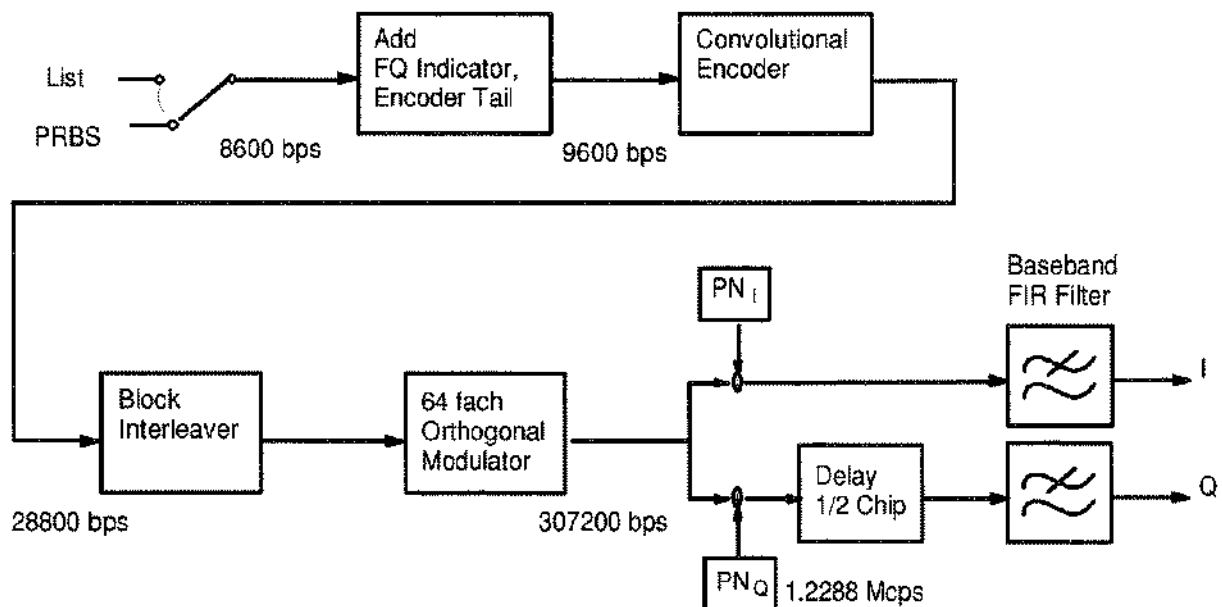 Add
FQ Indicator,
Encoder Tail
Convolutional
Encoder
List
PRBS
8600 bps
9600 bps
PN I
Baseband
FIR Filter
I
Block
Interleaver
64 fach
Orthogonal
Modulator
Delay
1/2 Chip
Q
28800 bps
307200 bps
PN Q
1.2288 Mcps